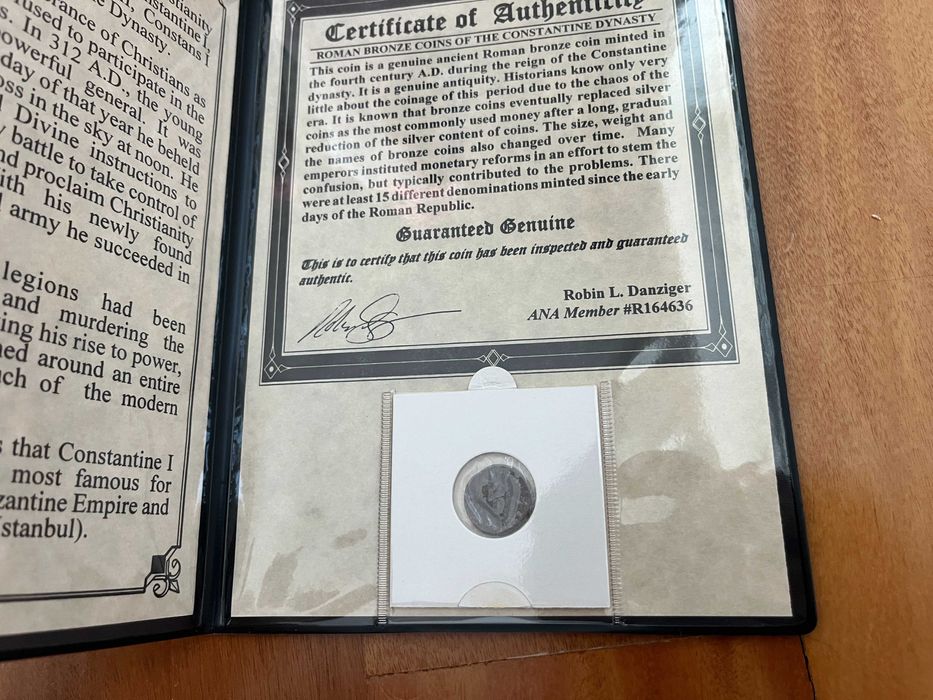 istianity
nstantine I,
, Constans I
e Dynasty.
rance of Christians as
fused to participate in the
s. In 312 A.D., the young
powerful general. It was
day of that year he beheld
oss in the sky at noon. He
Divine instructions to
battle to take control of
nd proclaim Christianity
ith his newly found
army he succeeded in
legions had been
and murdering the
ing his rise to power,
ned around an entire
uch of the modern
s that Constantine I
most famous for
zantine Empire and
stanbul).
Certificate of Authenticity
ROMAN BRONZE COINS OF THE CONSTANTINE DYNASTY
This coin is a genuine ancient Roman bronze coin minted in
the fourth century A.D. during the reign of the Constantine
dynasty. It is a genuine antiquity. Historians know only very
little about the coinage of this period due to the chaos of the
era. It is known that bronze coins eventually replaced silver
coins as the most commonly used money after a long, gradual
reduction of the silver content of coins. The size, weight and
the names of bronze coins also changed over time. Many
emperors instituted monetary reforms in an effort to stem the
confusion, but typically contributed to the problems. There
were at least 15 different denominations minted since the early
days of the Roman Republic.
Guaranteed Genuine
This is to certify that this coin has been inspected and guaranteed
authentic.
Robin L. Danziger
ANA Member #R164636